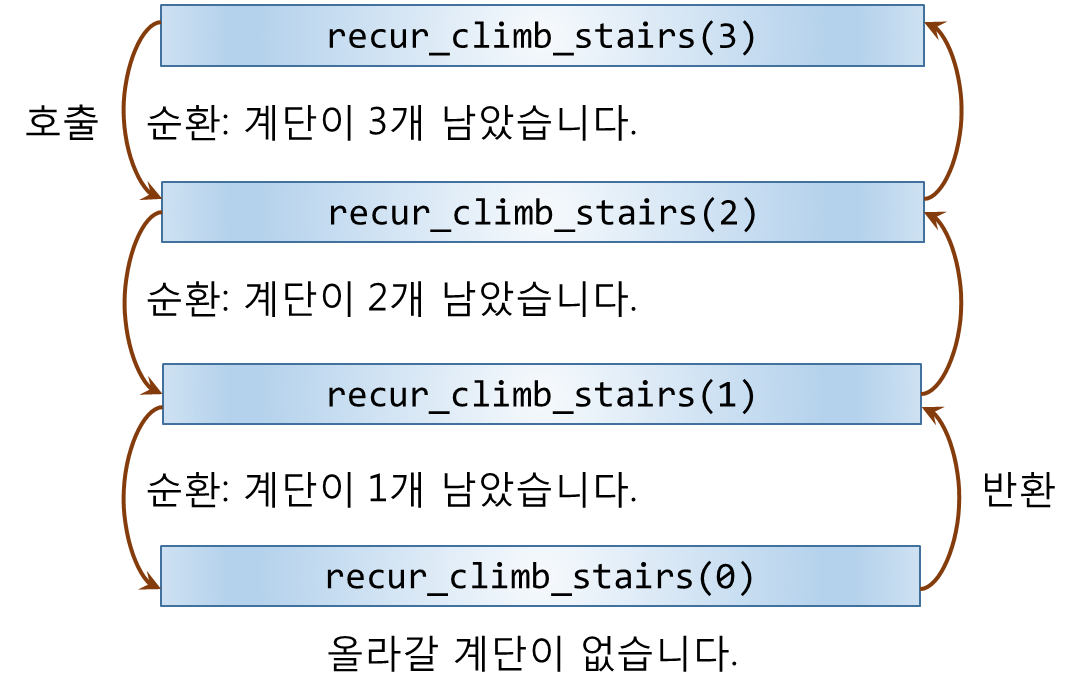 recur_climb_stairs(3)
호출
순환: 계단이 3개 남았습니다.
recur_climb_stairs(2)
순환: 계단이 2개 남았습니다.
recur_climb_stairs(1)
순환: 계단이 1개 남았습니다.
반환
recur_climb_stairs(0)
올라갈 계단이 없습니다.